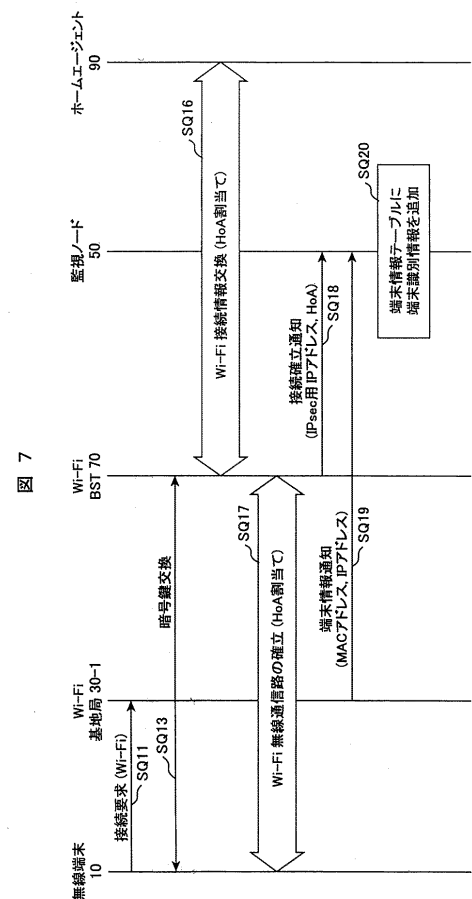 図 7
無線端末
10
Wi-Fi
基地局 30-1
Wi-Fi
BST 70
監視ノード
50
ホームエージェント
90
接続要求 (Wi-Fi)
SQ11
暗号鍵交換
SQ13
Wi-Fi 接続情報交換 (HoA割当て)
SQ16
Wi-Fi 無線通信路の確立 (HoA割当て)
SQ17
接続確立通知
(IPsec用 IPアドレス, HoA)
SQ18
端末情報通知
(MACアドレス, IPアドレス)
SQ19
端末情報テーブルに
端末識別情報を追加
SQ20